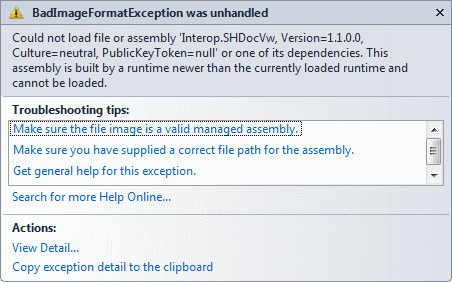 BadImageFormatException was unhandled
Could not load file or assembly 'Interop.SHDocVw, Version=1.1.0.0,
Culture=neutral, PublicKeyToken=null' or one of its dependencies. This
assembly is built by a runtime newer than the currently loaded runtime and
cannot be loaded.
Troubleshooting tips:
Make sure the file image is a valid managed assembly.
Make sure you have supplied a correct file path for the assembly.
Get general help for this exception.
Search for more Help Online...
Actions:
View Detail...
Copy exception detail to the clipboard